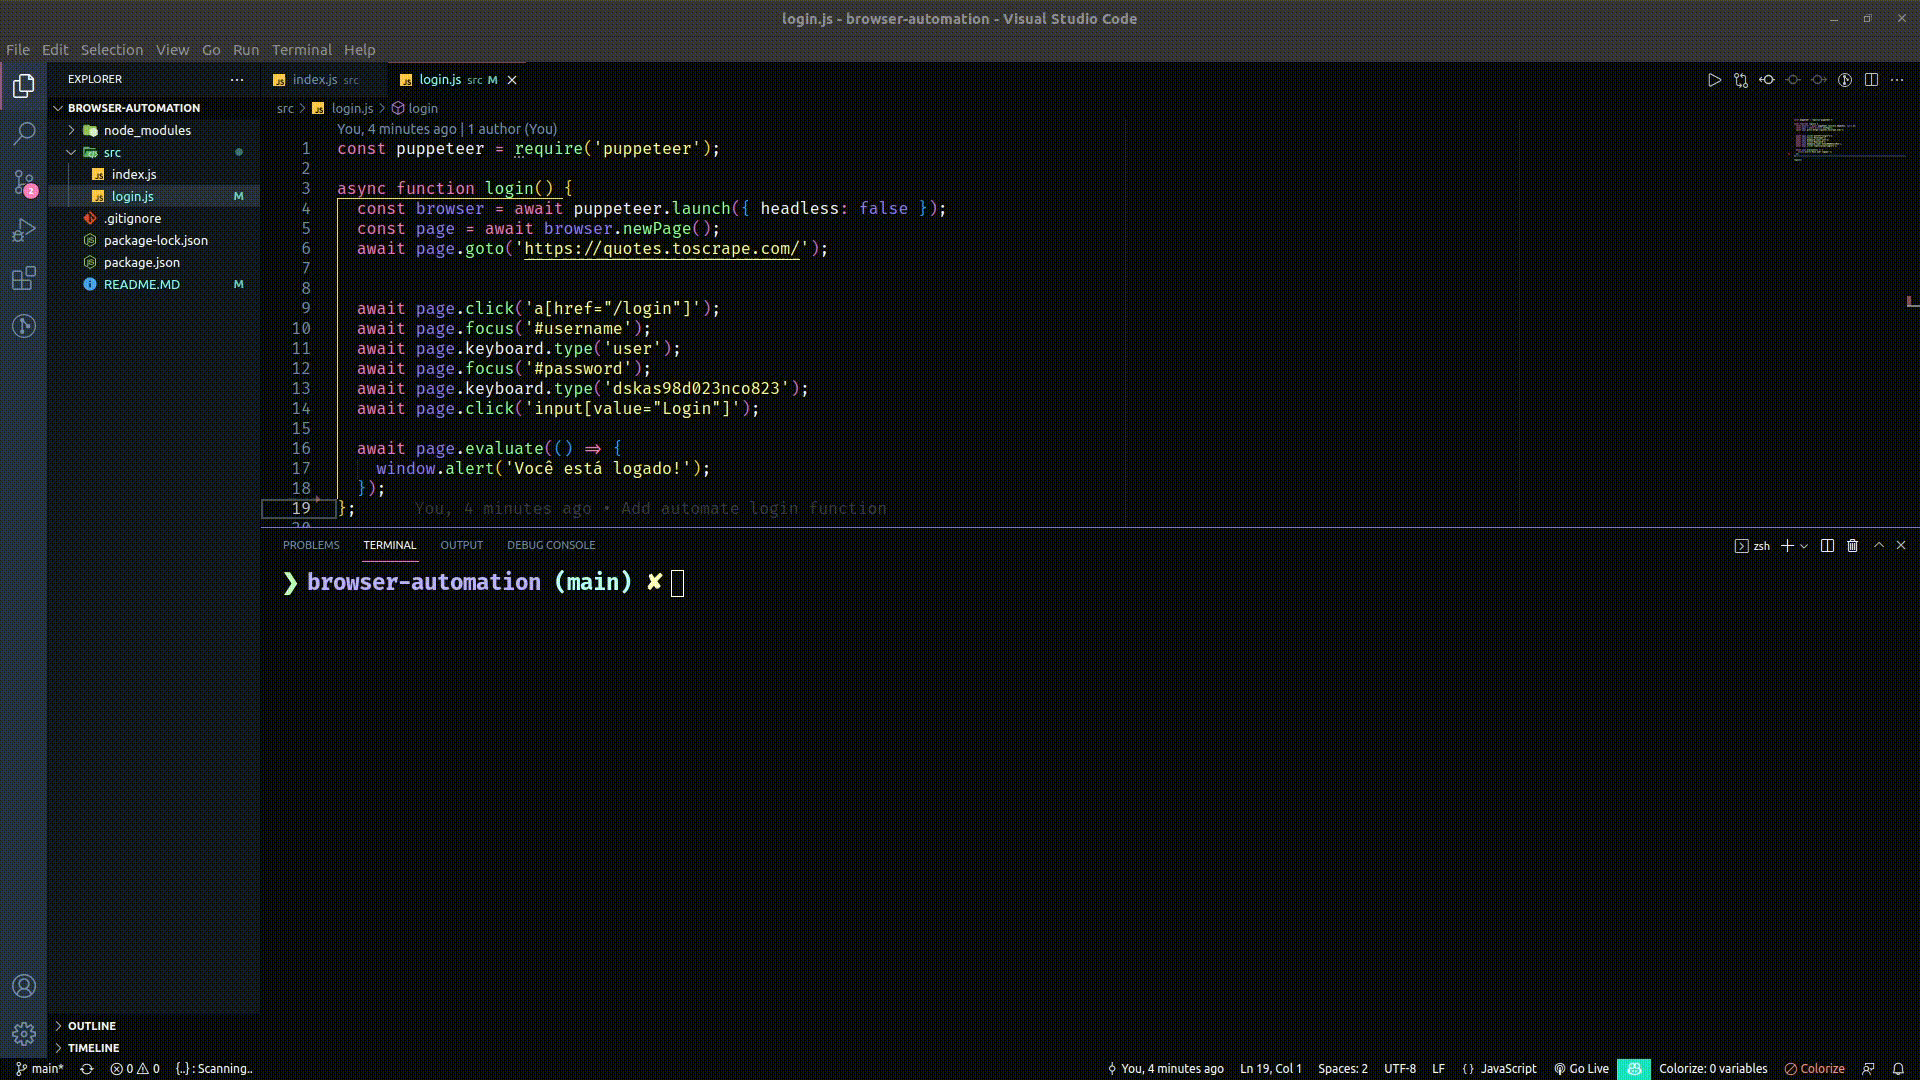 login.js - browser-automation - Visual Studio Code
File Edit Selection View Go Run Terminal Help
EXPLORER
BROWSER-AUTOMATION
node_modules
src
index.js
login.js M
.gitignore
package-lock.json
package.json
README.MD M
OUTLINE
TIMELINE
2
index.js src
login.js src M
src > login.js > login
You, 4 minutes ago | 1 author (You)
1 const puppeteer = require('puppeteer');
2
3 async function login() {
4 const browser = await puppeteer.launch({ headless: false });
5 const page = await browser.newPage();
6 await page.goto('https://quotes.toscrape.com/');
7
8
9 await page.click('a[href="/login"]');
10 await page.focus('#username');
11 await page.keyboard.type('user');
12 await page.focus('#password');
13 await page.keyboard.type('dskas98d023nco823');
14 await page.click('input[value="Login"]');
15
16 await page.evaluate(() => {
17 window.alert('Você está logado!');
18 });
19 }; You, 4 minutes ago • Add automate login function
20
PROBLEMS TERMINAL OUTPUT DEBUG CONSOLE
zsh
❯ browser-automation (main) ✘
main* 0 0 {..} : Scanning..
You, 4 minutes ago Ln 19, Col 1 Spaces: 2 UTF-8 LF {} JavaScript Go Live Colorize: 0 variables Colorize